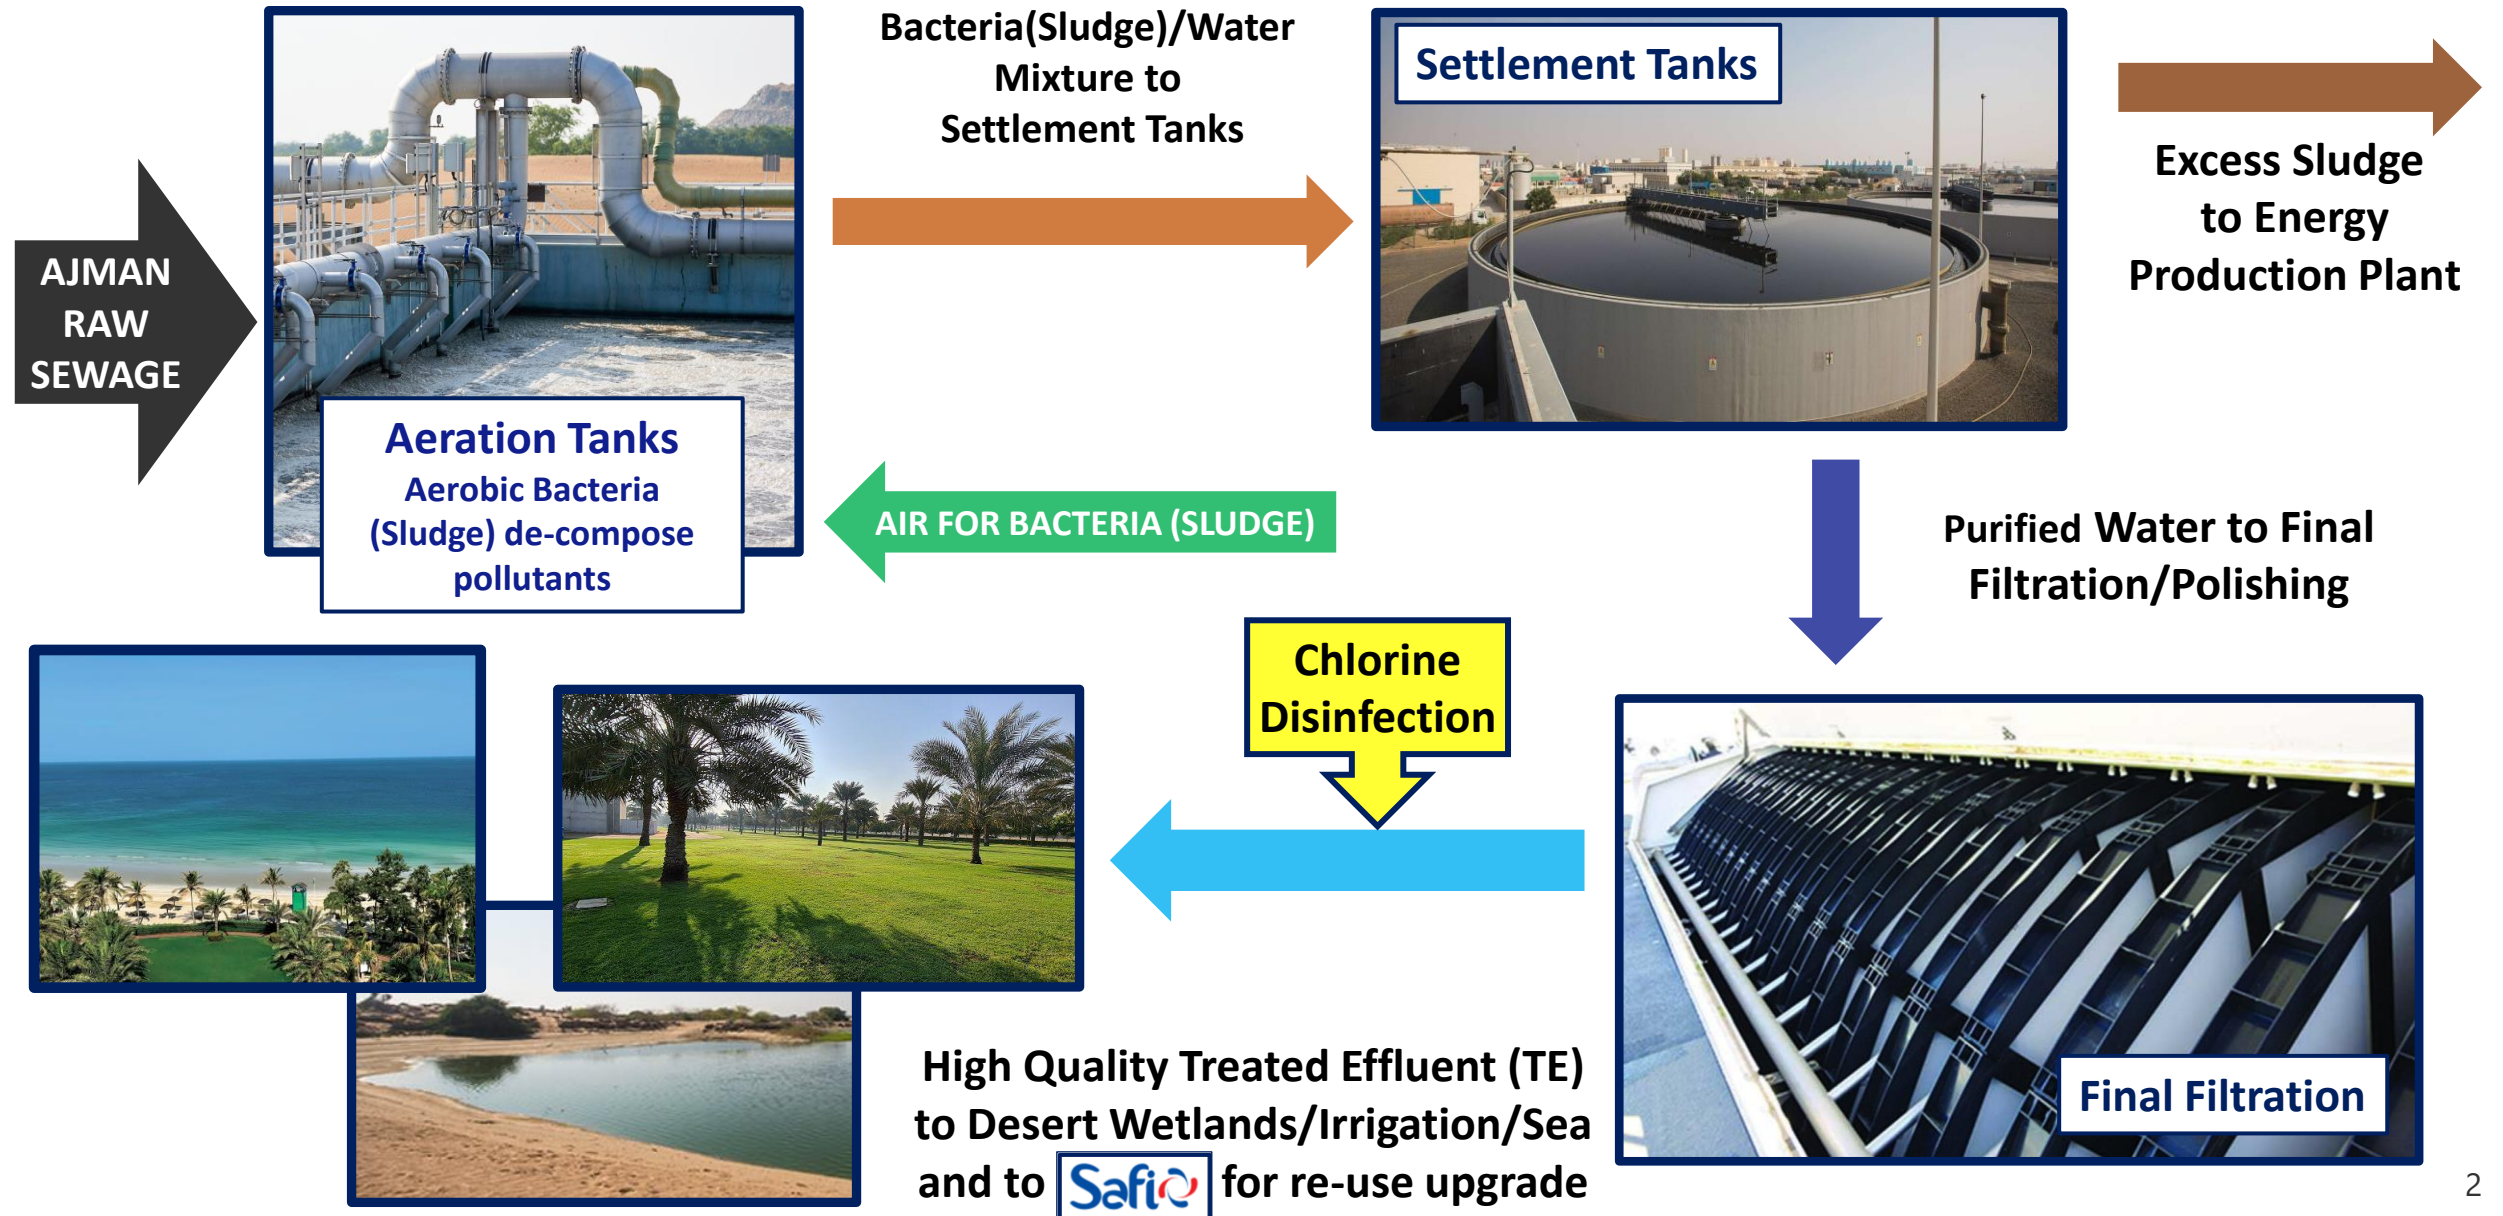 AJMAN
RAW
SEWAGE
Aeration Tanks
Aerobic Bacteria
(Sludge) de-compose
pollutants
Bacteria(Sludge)/Water
Mixture to
Settlement Tanks
Settlement Tanks
Excess Sludge
to Energy
Production Plant
AIR FOR BACTERIA (SLUDGE)
Purified Water to Final
Filtration/Polishing
Chlorine
Disinfection
Final Filtration
High Quality Treated Effluent (TE)
to Desert Wetlands/Irrigation/Sea
and to Safi for re-use upgrade
2